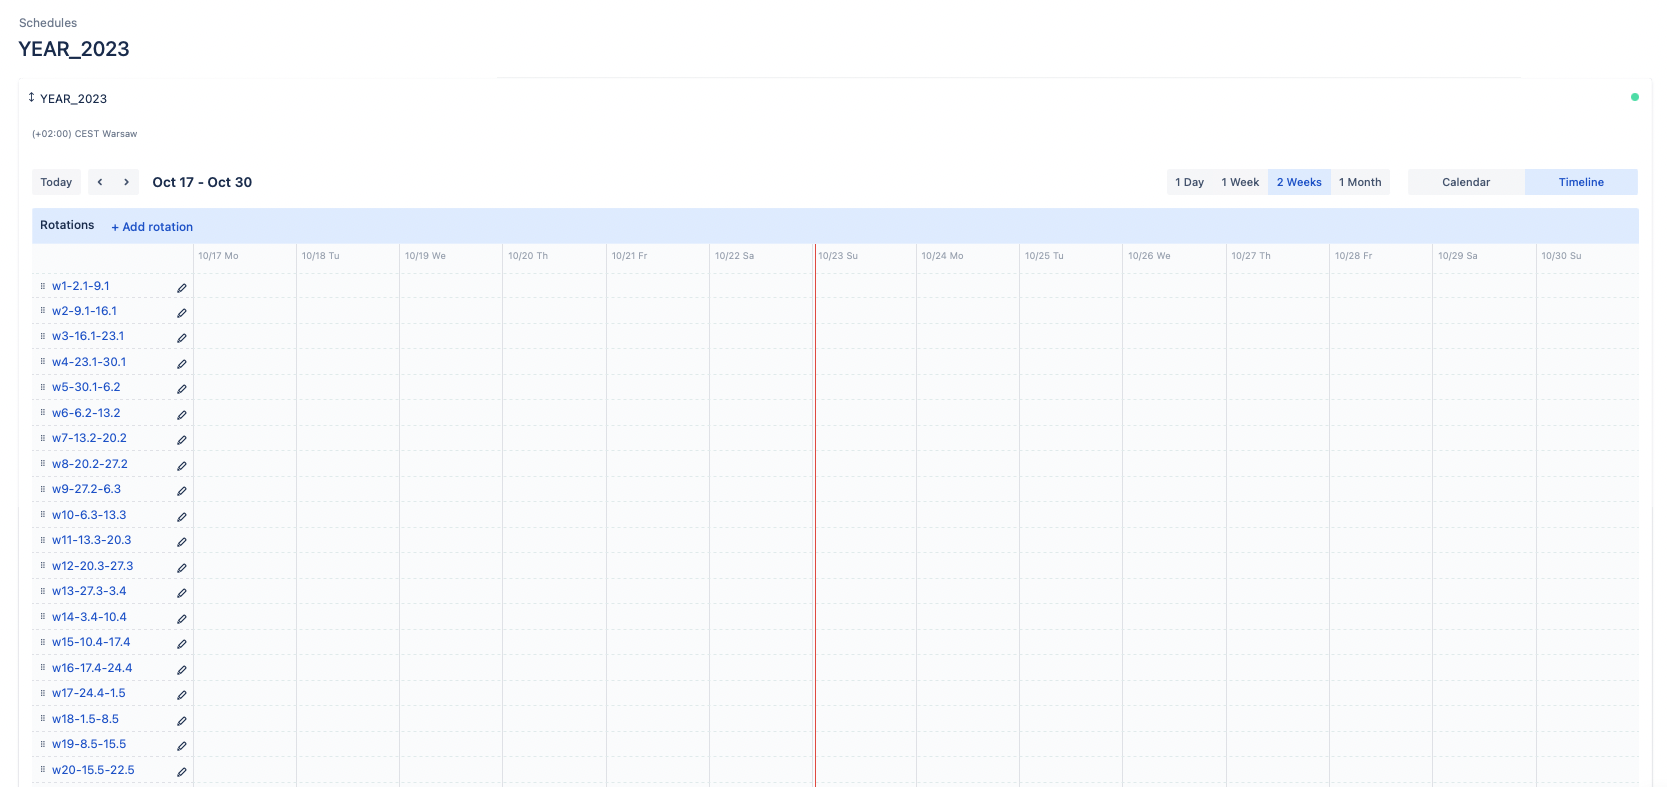 Schedules
YEAR_2023
YEAR_2023
(+02:00) CEST Warsaw
Today Oct 17 - Oct 30 1 Day 1 Week 2 Weeks 1 Month Calendar Timeline
Rotations + Add rotation
10/17 Mo 10/18 Tu 10/19 We 10/20 Th 10/21 Fr 10/22 Sa 10/23 Su 10/24 Mo 10/25 Tu 10/26 We 10/27 Th 10/28 Fr 10/29 Sa 10/30 Su
w1-2.1-9.1
w2-9.1-16.1
w3-16.1-23.1
w4-23.1-30.1
w5-30.1-6.2
w6-6.2-13.2
w7-13.2-20.2
w8-20.2-27.2
w9-27.2-6.3
w10-6.3-13.3
w11-13.3-20.3
w12-20.3-27.3
w13-27.3-3.4
w14-3.4-10.4
w15-10.4-17.4
w16-17.4-24.4
w17-24.4-1.5
w18-1.5-8.5
w19-8.5-15.5
w20-15.5-22.5